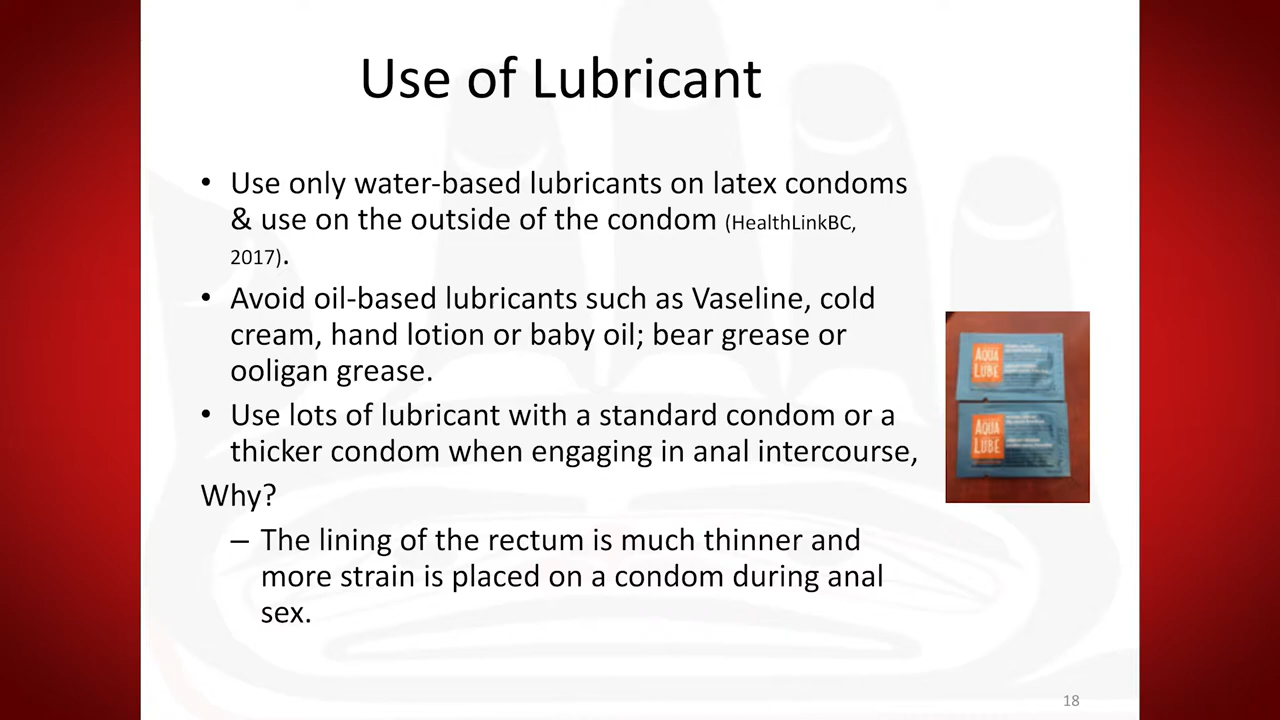 Use of Lubricant
• Use only water-based lubricants on latex condoms
& use on the outside of the condom (HealthLinkBC,
2017).
• Avoid oil-based lubricants such as Vaseline, cold
cream, hand lotion or baby oil; bear grease or
ooligan grease.
• Use lots of lubricant with a standard condom or a
thicker condom when engaging in anal intercourse,
Why?
– The lining of the rectum is much thinner and
more strain is placed on a condom during anal
sex.
AQUA
LUBE
AQUA
LUBE
18